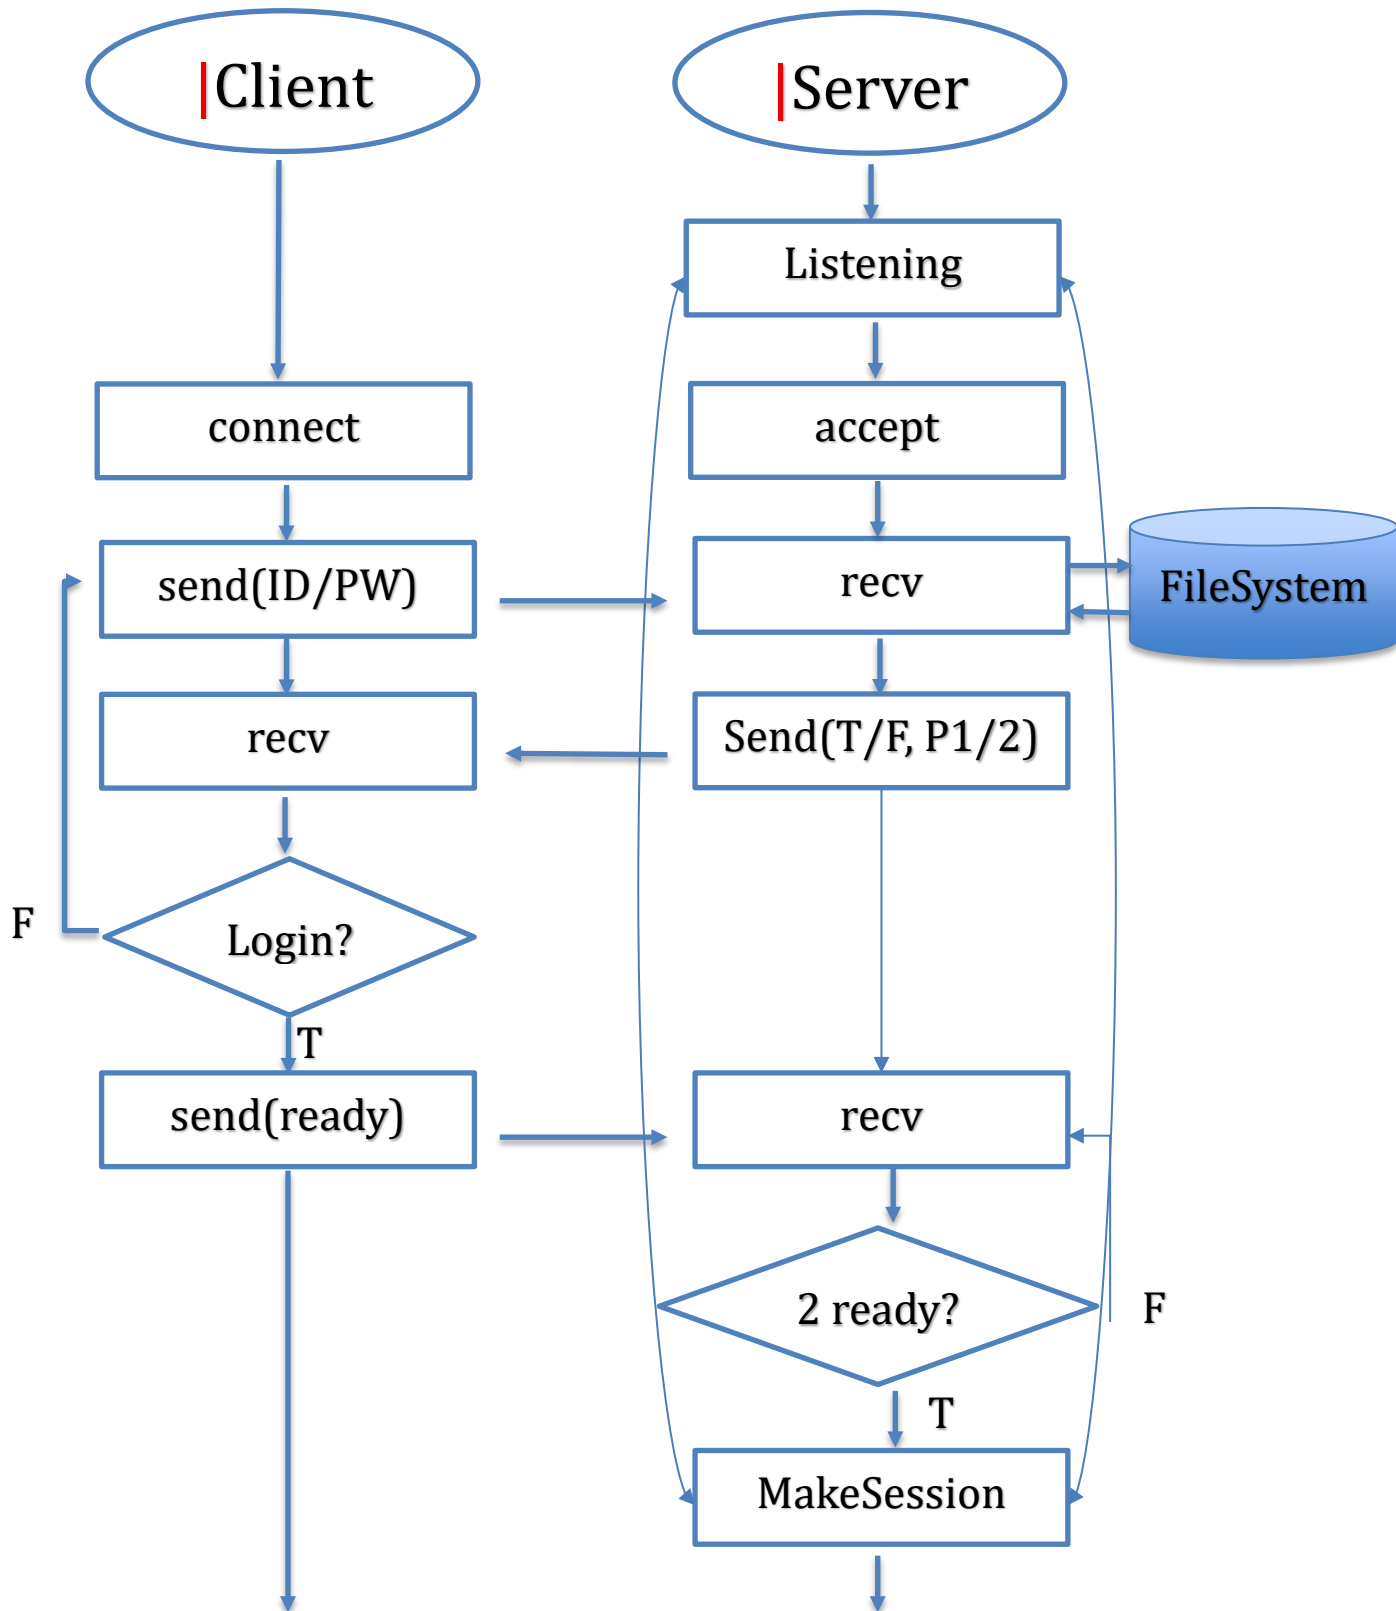 Client
Server
Listening
connect
accept
send(ID/PW)
recv
FileSystem
recv
Send(T/F, P1/2)
F
Login?
T
send(ready)
recv
2 ready?
F
T
MakeSession